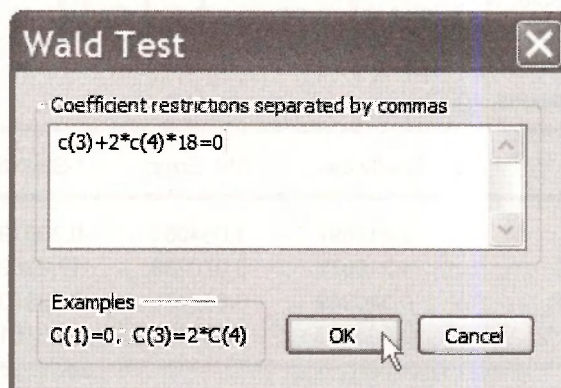 Wald Test
Coefficient restrictions separated by commas
c(3)+2*c(4)*18=0
Examples
C(1)=0, C(3)=2*C(4)
OK
Cancel